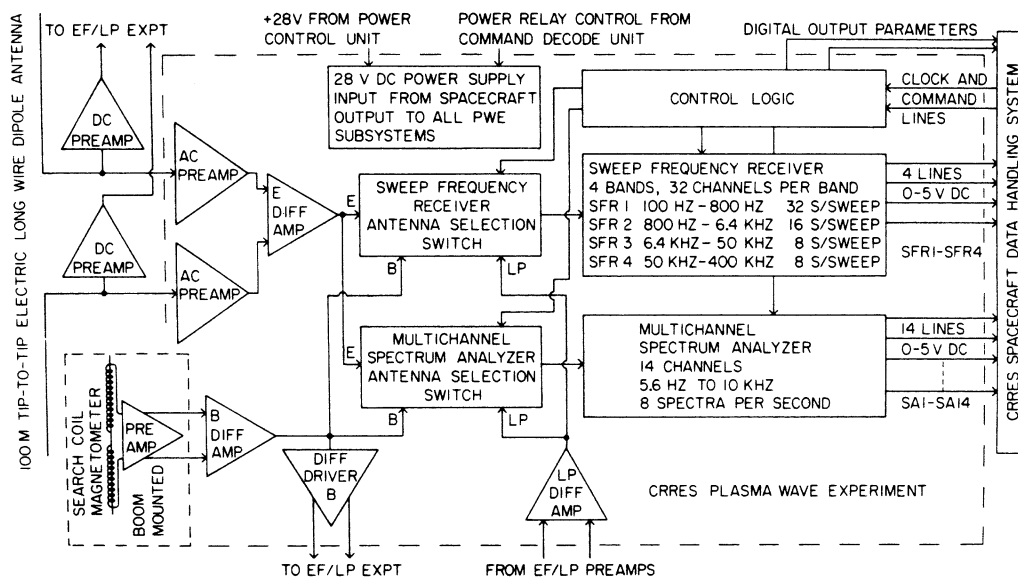 +28V FROM POWER
CONTROL UNIT
POWER RELAY CONTROL FROM
COMMAND DECODE UNIT
TO EF/LP EXPT
DIGITAL OUTPUT PARAMETERS
100 M TIP-TO-TIP ELECTRIC LONG WIRE DIPOLE ANTENNA
DC
PREAMP
DC
PREAMP
AC
PREAMP
AC
PREAMP
E
DIFF
AMP
28 V DC POWER SUPPLY
INPUT FROM SPACECRAFT
OUTPUT TO ALL PWE
SUBSYSTEMS
CONTROL LOGIC
CLOCK AND
COMMAND
LINES
E
SWEEP FREQUENCY
RECEIVER
ANTENNA SELECTION
SWITCH
B
LP
SWEEP FREQUENCY RECEIVER
4 BANDS, 32 CHANNELS PER BAND
SFR 1 100 HZ-800 HZ 32 S/SWEEP
SFR 2 800 HZ-6.4 KHZ 16 S/SWEEP
SFR 3 6.4 KHZ-50 KHZ 8 S/SWEEP
SFR 4 50 KHZ-400 KHZ 8 S/SWEEP
4 LINES
0-5 V DC
SFR1-SFR4
E
MULTICHANNEL
SPECTRUM ANALYZER
ANTENNA SELECTION
SWITCH
B
LP
MULTICHANNEL
SPECTRUM ANALYZER
14 CHANNELS
5.6 HZ TO 10 KHZ
8 SPECTRA PER SECOND
14 LINES
0-5 V DC
SA1-SA14
CRRES SPACECRAFT DATA HANDLING SYSTEM
SEARCH COIL
MAGNETOMETER
PRE
AMP
BOOM
MOUNTED
B
DIFF
AMP
DIFF
DRIVER
B
LP
DIFF
AMP
CRRES PLASMA WAVE EXPERIMENT
TO EF/LP EXPT
FROM EF/LP PREAMPS